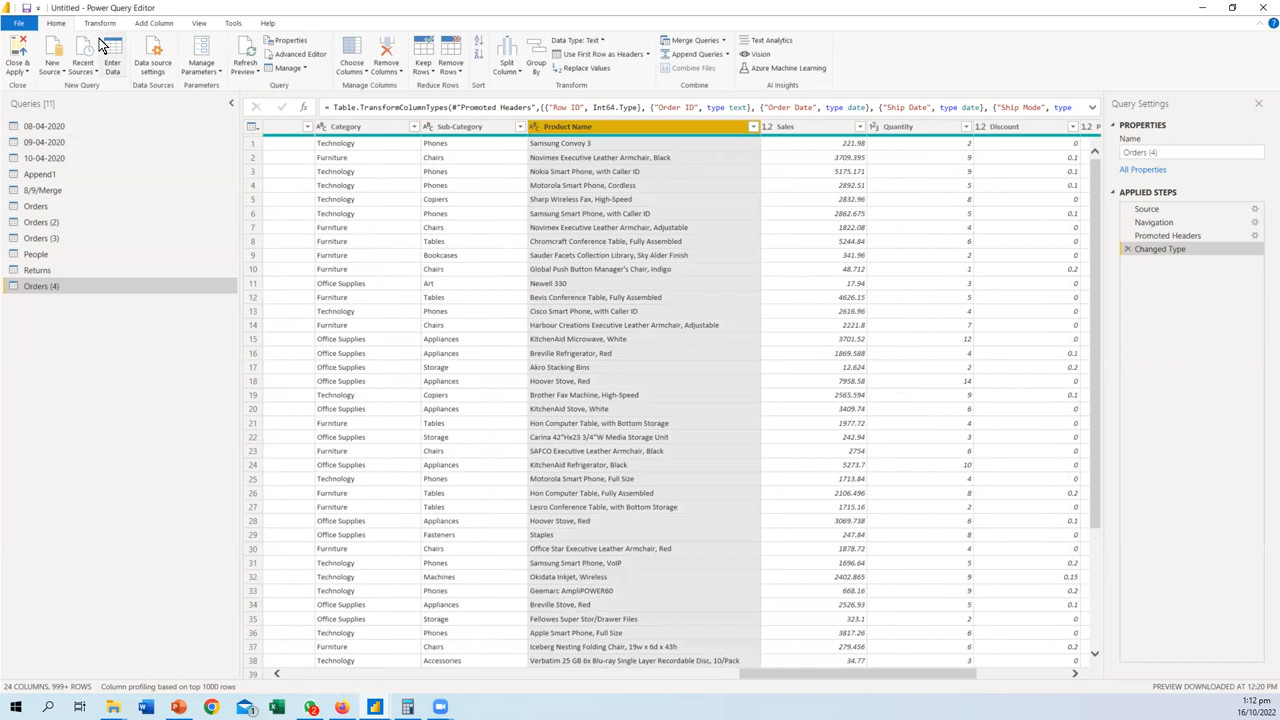 Untitled - Power Query Editor
File Home Transform Add Column View Tools Help
Close & Apply New Source Recent Sources Enter Data Data source settings Manage Parameters Refresh Preview Properties Advanced Editor Manage Choose Columns Remove Columns Keep Rows Remove Rows Split Column Group By Data Type: Text Use First Row as Headers Replace Values Merge Queries Append Queries Combine Files Text Analytics Vision Azure Machine Learning
Close New Query Data Sources Parameters Query Manage Columns Reduce Rows Sort Transform Combine AI Insights
Queries [11]
08-04-2020
09-04-2020
10-04-2020
Append1
8/9/Merge
Orders
Orders (2)
Orders (3)
People
Returns
Orders (4)
= Table.TransformColumnTypes(#"Promoted Headers",{{"Row ID", Int64.Type}, {"Order ID", type text}, {"Order Date", type date}, {"Ship Date", type date}, {"Ship Mode", type
Category Sub-Category Product Name 1.2 Sales 123 Quantity 1.2 Discount 1.2 P
1 Technology Phones Samsung Convoy 3 221.98 2 0
2 Furniture Chairs Novimex Executive Leather Armchair, Black 3709.395 9 0.1
3 Technology Phones Nokia Smart Phone, with Caller ID 5175.171 9 0.1
4 Technology Phones Motorola Smart Phone, Cordless 2892.51 5 0.1
5 Technology Copiers Sharp Wireless Fax, High-Speed 2832.96 8 0
6 Technology Phones Samsung Smart Phone, with Caller ID 2862.675 5 0.1
7 Furniture Chairs Novimex Executive Leather Armchair, Adjustable 1822.08 4 0
8 Furniture Tables Chromcraft Conference Table, Fully Assembled 5244.84 6 0
9 Furniture Bookcases Sauder Facets Collection Library, Sky Alder Finish 341.96 2 0
10 Furniture Chairs Global Push Button Manager's Chair, Indigo 48.712 1 0.2
11 Office Supplies Art Newell 330 17.94 3 0
12 Furniture Tables Bevis Conference Table, Fully Assembled 4626.15 5 0
13 Technology Phones Cisco Smart Phone, with Caller ID 2616.96 4 0
14 Furniture Chairs Harbour Creations Executive Leather Armchair, Adjustable 2221.8 7 0
15 Office Supplies Appliances KitchenAid Microwave, White 3701.52 12 0
16 Office Supplies Appliances Breville Refrigerator, Red 1869.588 4 0.1
17 Office Supplies Storage Akro Stacking Bins 12.624 2 0.2
18 Office Supplies Appliances Hoover Stove, Red 7958.58 14 0
19 Technology Copiers Brother Fax Machine, High-Speed 2565.594 9 0.1
20 Office Supplies Appliances KitchenAid Stove, White 3409.74 6 0
21 Furniture Tables Hon Computer Table, with Bottom Storage 1977.72 4 0
22 Office Supplies Storage Carina 42"Hx23 3/4"W Media Storage Unit 242.94 3 0
23 Furniture Chairs SAFCO Executive Leather Armchair, Black 2754 6 0
24 Office Supplies Appliances KitchenAid Refrigerator, Black 5273.7 10 0
25 Technology Phones Motorola Smart Phone, Full Size 1713.84 4 0
26 Furniture Tables Hon Computer Table, Fully Assembled 2106.496 8 0.2
27 Furniture Tables Lesro Conference Table, with Bottom Storage 1715.16 2 0
28 Office Supplies Appliances Hoover Stove, Red 3069.738 6 0.1
29 Office Supplies Fasteners Staples 247.84 8 0
30 Furniture Chairs Office Star Executive Leather Armchair, Red 1878.72 4 0
31 Technology Phones Samsung Smart Phone, VoIP 1696.64 5 0
32 Technology Machines Okidata Inkjet, Wireless 2402.865 9 0.15
33 Technology Phones Geemarc AmpliPOWER60 668.16 9 0.2
34 Office Supplies Appliances Breville Stove, Red 2526.93 5 0.1
35 Office Supplies Storage Fellowes Super Stor/Drawer Files 323.1 2 0
36 Technology Phones Apple Smart Phone, Full Size 3817.26 6 0
37 Furniture Chairs Iceberg Nesting Folding Chair, 19w x 6d x 43h 279.456 6 0.2
38 Technology Accessories Verbatim 25 GB 6x Blu-ray Single Layer Recordable Disc, 10/Pack 34.77 3 0
39
Query Settings
PROPERTIES
Name
Orders (4)
All Properties
APPLIED STEPS
Source
Navigation
Promoted Headers
Changed Type
24 COLUMNS, 999+ ROWS Column profiling based on top 1000 rows PREVIEW DOWNLOADED AT 12:20 PM
1:12 pm
16/10/2022